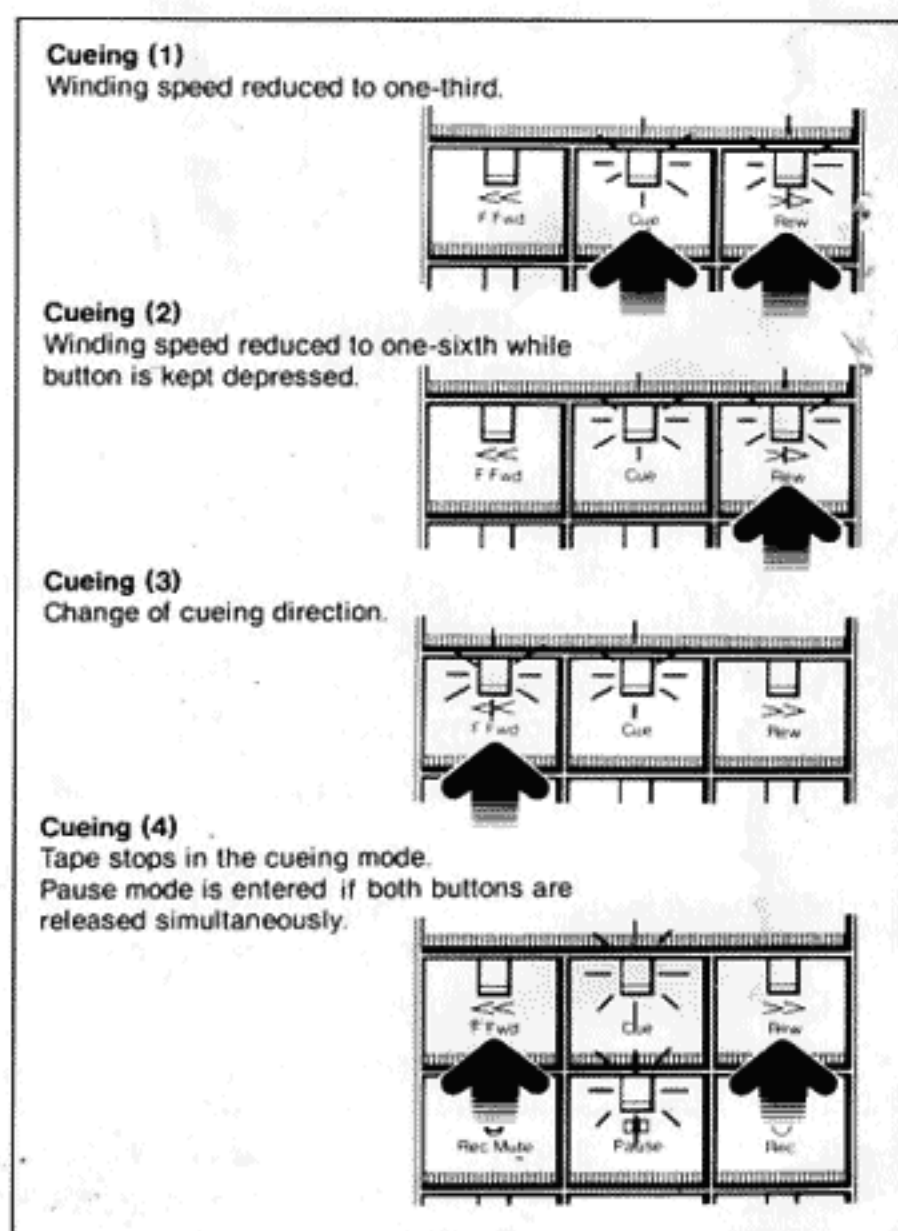 Cueing (1)
Winding speed reduced to one-third.
F Fwd Cue Rew
Cueing (2)
Winding speed reduced to one-sixth while
button is kept depressed.
F Fwd Cue Rew
Cueing (3)
Change of cueing direction.
F Fwd Cue Rew
Cueing (4)
Tape stops in the cueing mode.
Pause mode is entered if both buttons are
released simultaneously.
F Fwd Cue Rew
Rec Mute Pause Rec